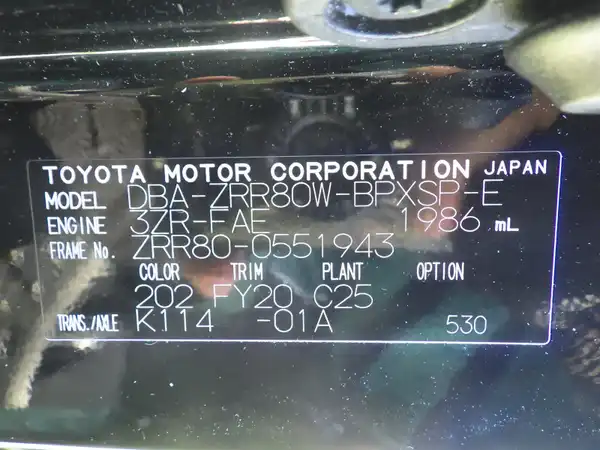 TOYOTA MOTOR CORPORATION JAPAN
MODEL DBA-ZRR80W-BPXSP-E
ENGINE 3ZR-FAE 1986 mL
FRAME No. ZRR80-0551943
COLOR TRIM PLANT OPTION
202 FY20 C25
TRANS./AXLE K114 -01A 530